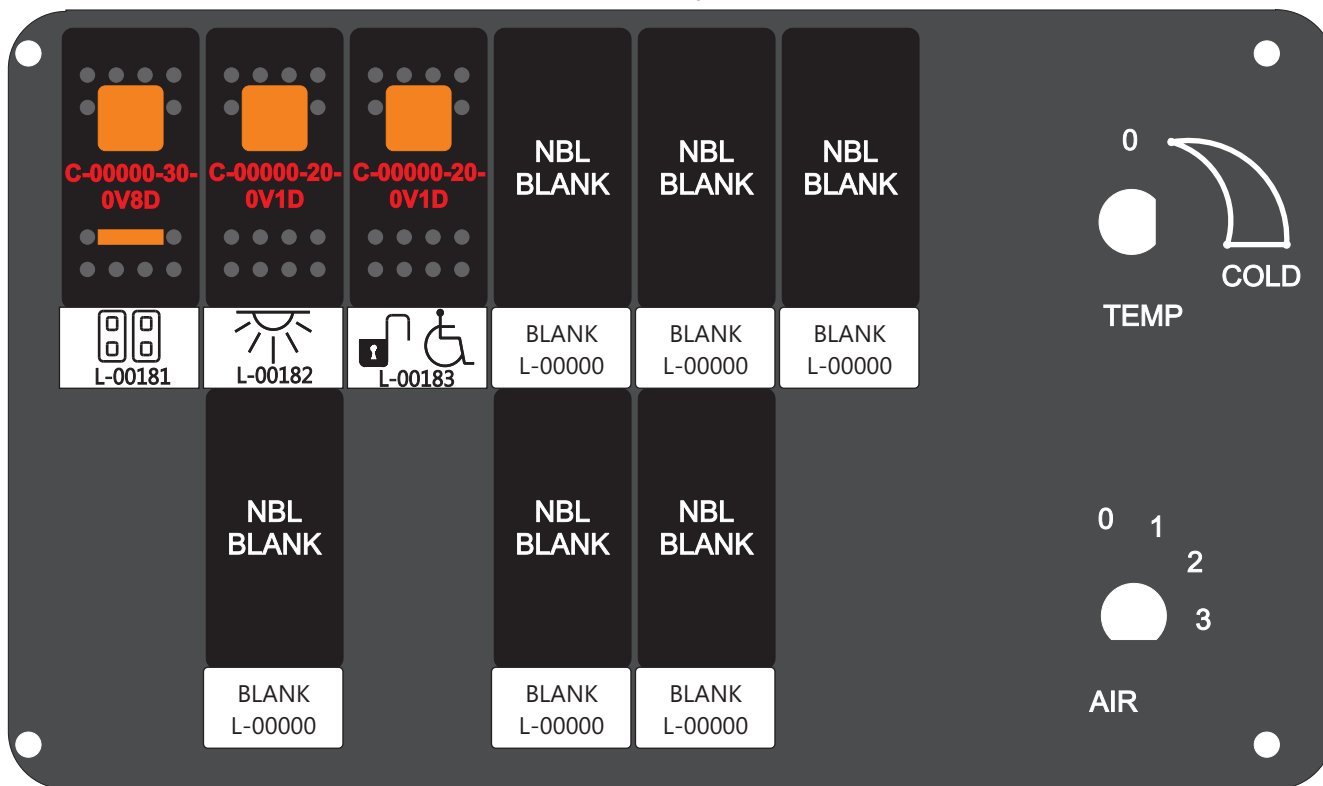 C-00000-30-
0V8D
C-00000-20-
0V1D
C-00000-20-
0V1D
NBL
BLANK
NBL
BLANK
NBL
BLANK
L-00181
L-00182
L-00183
BLANK
L-00000
BLANK
L-00000
BLANK
L-00000
0
COLD
TEMP
NBL
BLANK
NBL
BLANK
NBL
BLANK
BLANK
L-00000
BLANK
L-00000
BLANK
L-00000
0
1
2
3
AIR